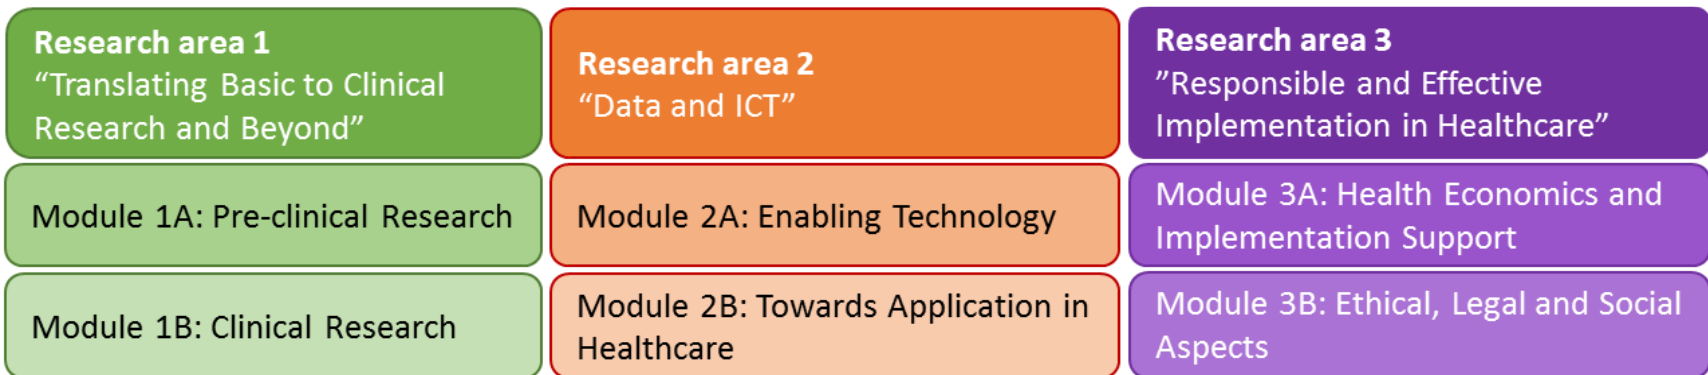 Research area 1
“Translating Basic to Clinical
Research and Beyond”
Module 1A: Pre-clinical Research
Module 1B: Clinical Research
Research area 2
“Data and ICT”
Module 2A: Enabling Technology
Module 2B: Towards Application in
Healthcare
Research area 3
”Responsible and Effective
Implementation in Healthcare”
Module 3A: Health Economics and
Implementation Support
Module 3B: Ethical, Legal and Social
Aspects